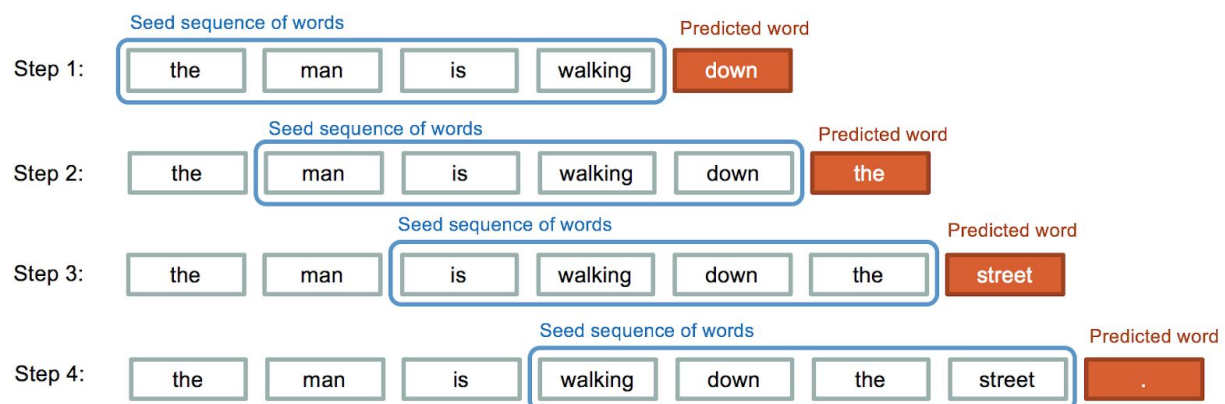 Seed sequence of words Predicted word
Step 1: the man is walking down
Seed sequence of words Predicted word
Step 2: the man is walking down the
Seed sequence of words Predicted word
Step 3: the man is walking down the street
Seed sequence of words Predicted word
Step 4: the man is walking down the street .